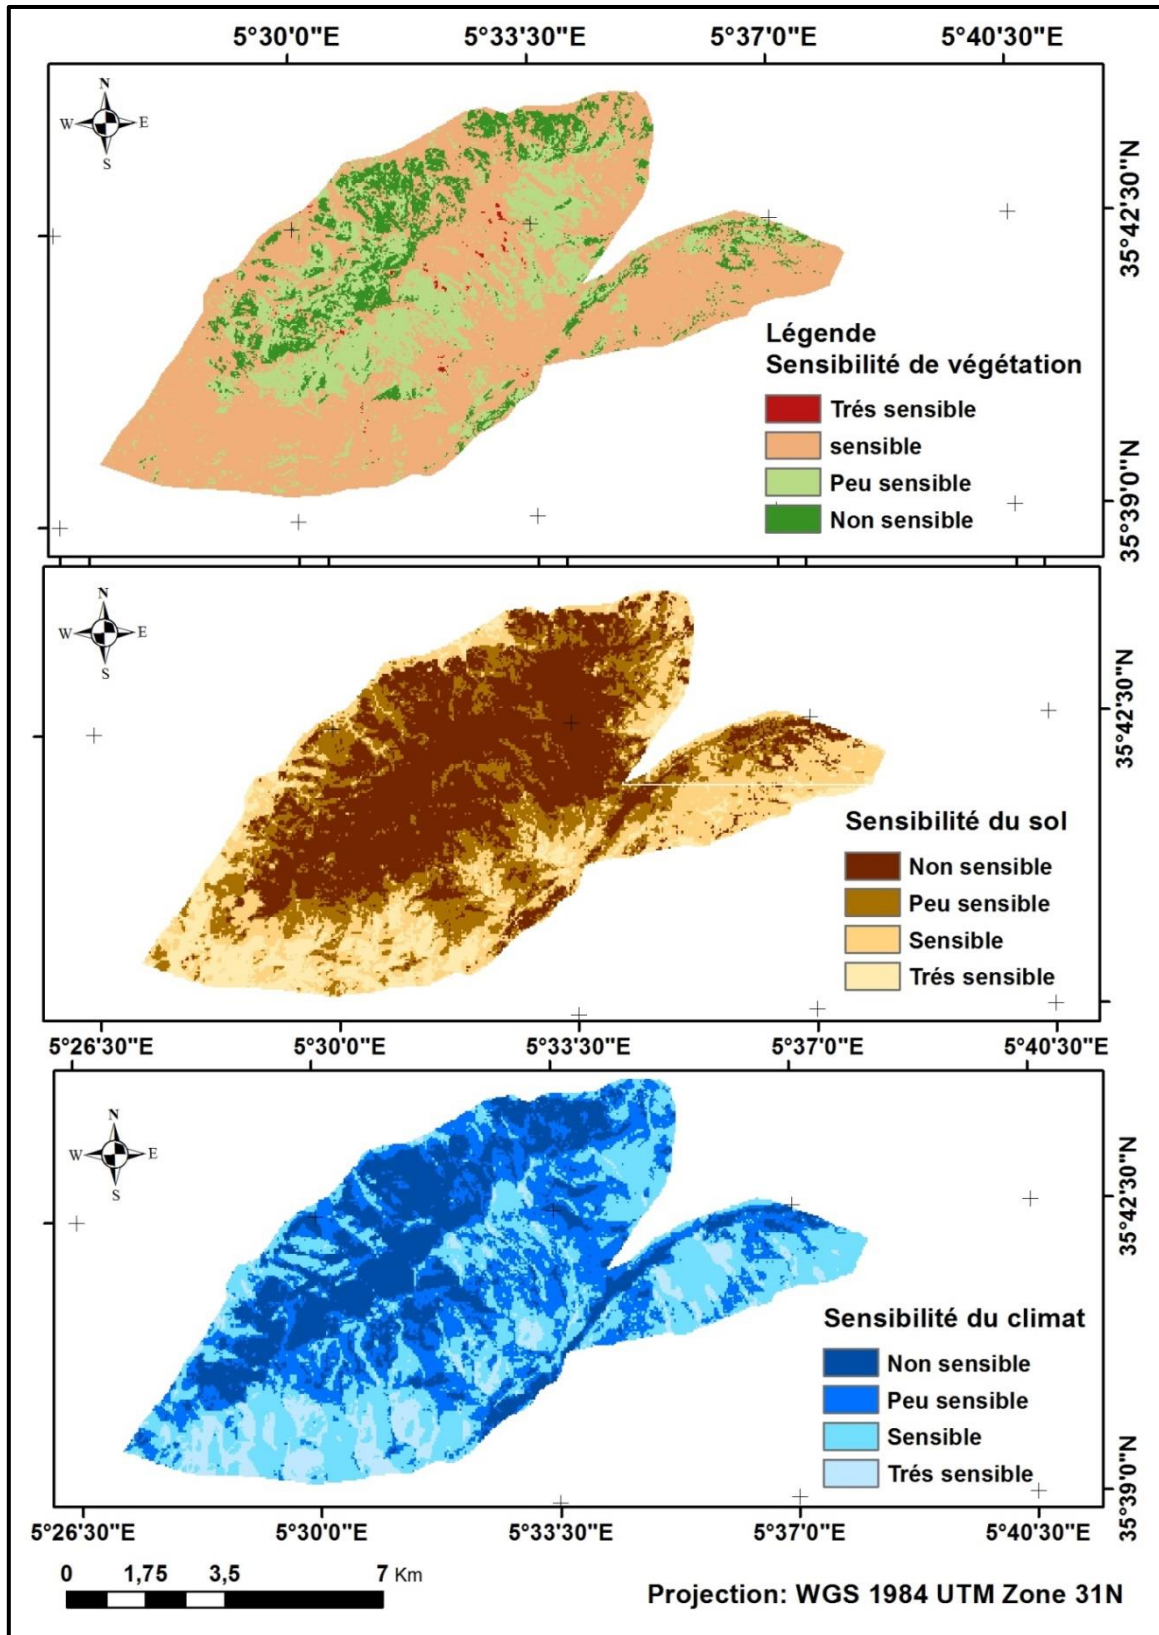 5°30'0"E 5°33'30"E 5°37'0"E 5°40'30"E
N
W E
S
35°42'30"N
Légende
Sensibilité de végétation
Trés sensible
sensible
Peu sensible
Non sensible
35°39'0"N
N
W E
S
35°42'30"N
Sensibilité du sol
Non sensible
Peu sensible
Sensible
Trés sensible
5°26'30"E 5°30'0"E 5°33'30"E 5°37'0"E 5°40'30"E
N
W E
S
35°42'30"N
Sensibilité du climat
Non sensible
Peu sensible
Sensible
Trés sensible
35°39'0"N
5°26'30"E 5°30'0"E 5°33'30"E 5°37'0"E 5°40'30"E
0 1,75 3,5 7 Km
Projection: WGS 1984 UTM Zone 31N